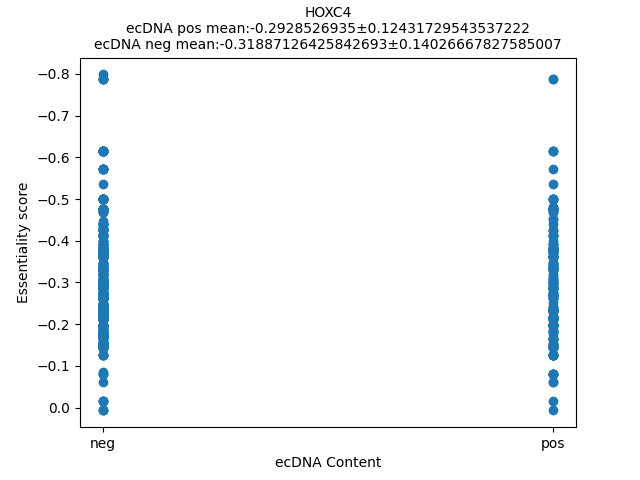 HOXC4
ecDNA pos mean:-0.2928526935±0.12431729543537222
ecDNA neg mean:-0.31887126425842693±0.14026667827585007
−0.8
−0.7
−0.6
−0.5
−0.4
−0.3
−0.2
−0.1
0.0
Essentiality score
neg
pos
ecDNA Content